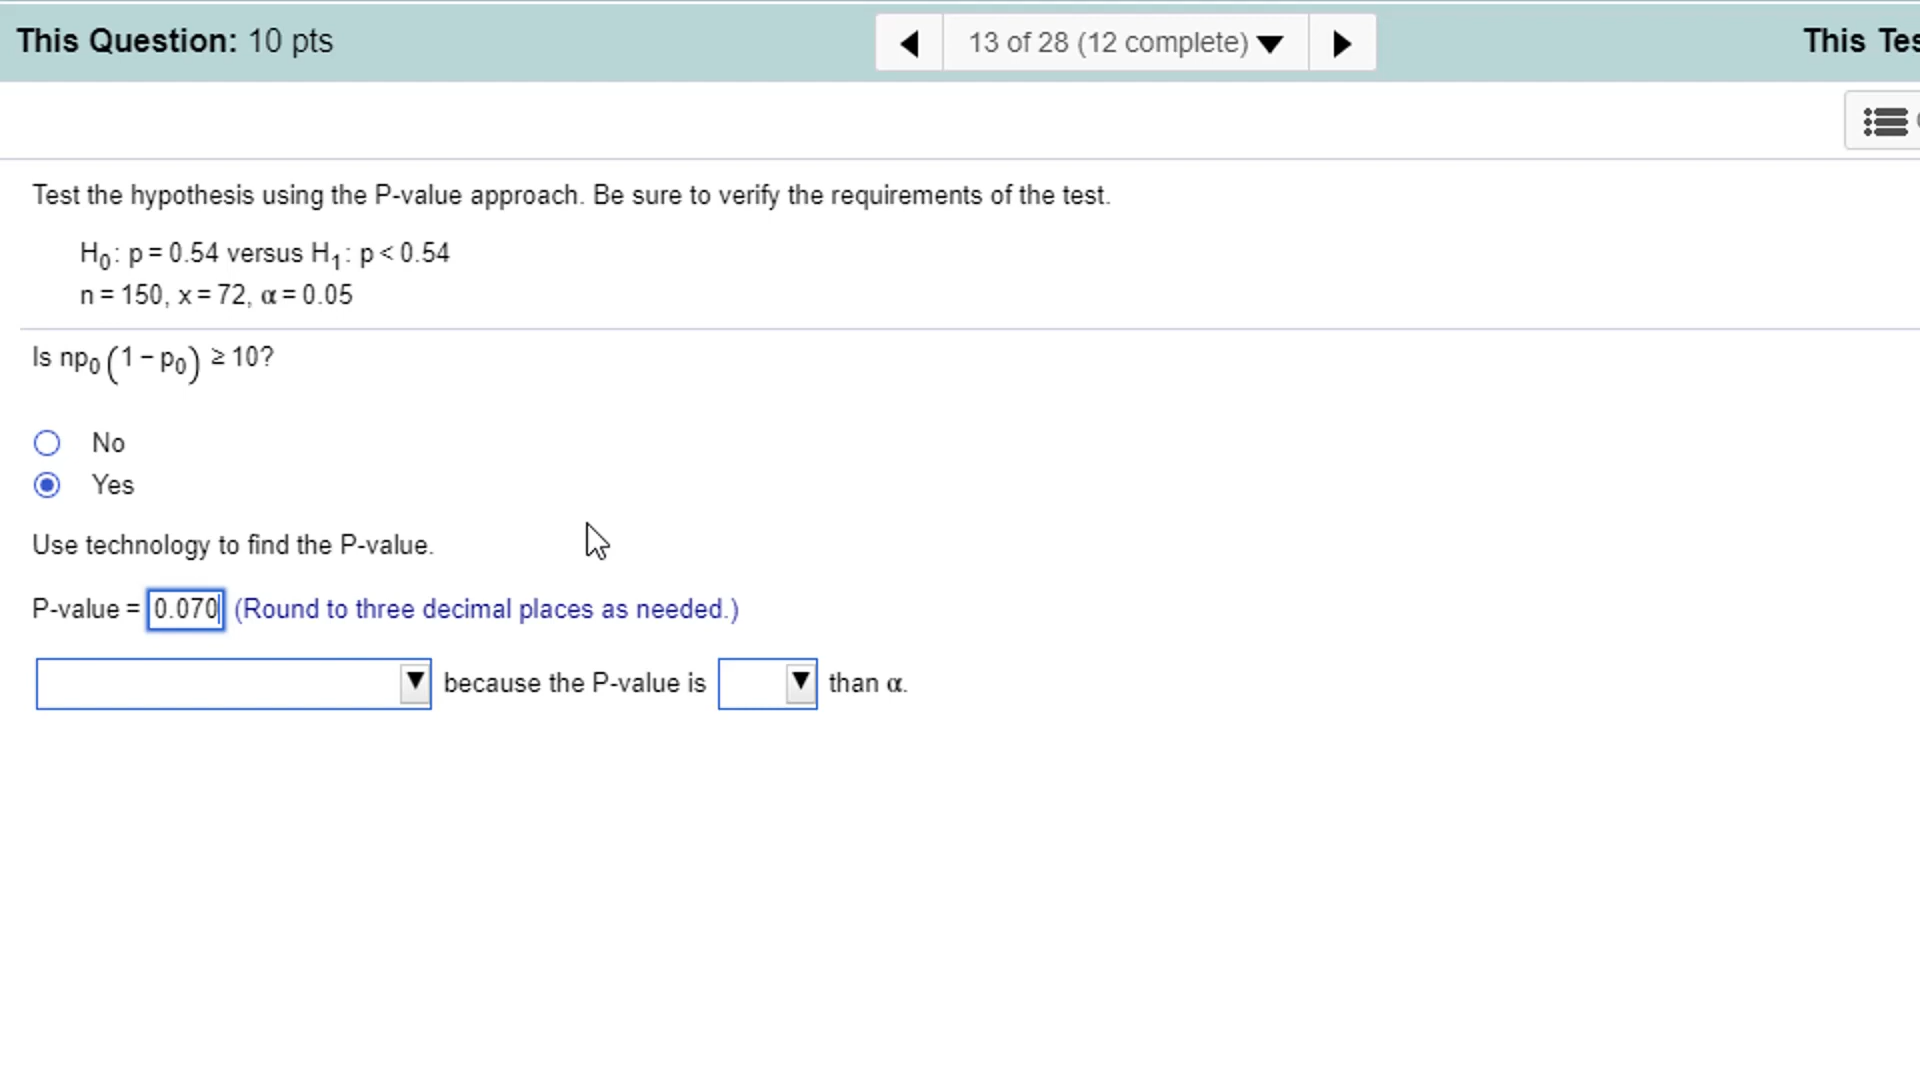 This Question: 10 pts
13 of 28 (12 complete)
This Tes
Test the hypothesis using the P-value approach. Be sure to verify the requirements of the test.
H₀: p = 0.54 versus H₁: p < 0.54
n = 150, x = 72, α = 0.05
Is np₀(1 − p₀) ≥ 10?
No
Yes
Use technology to find the P-value.
P-value = 0.070 (Round to three decimal places as needed.)
because the P-value is than α.